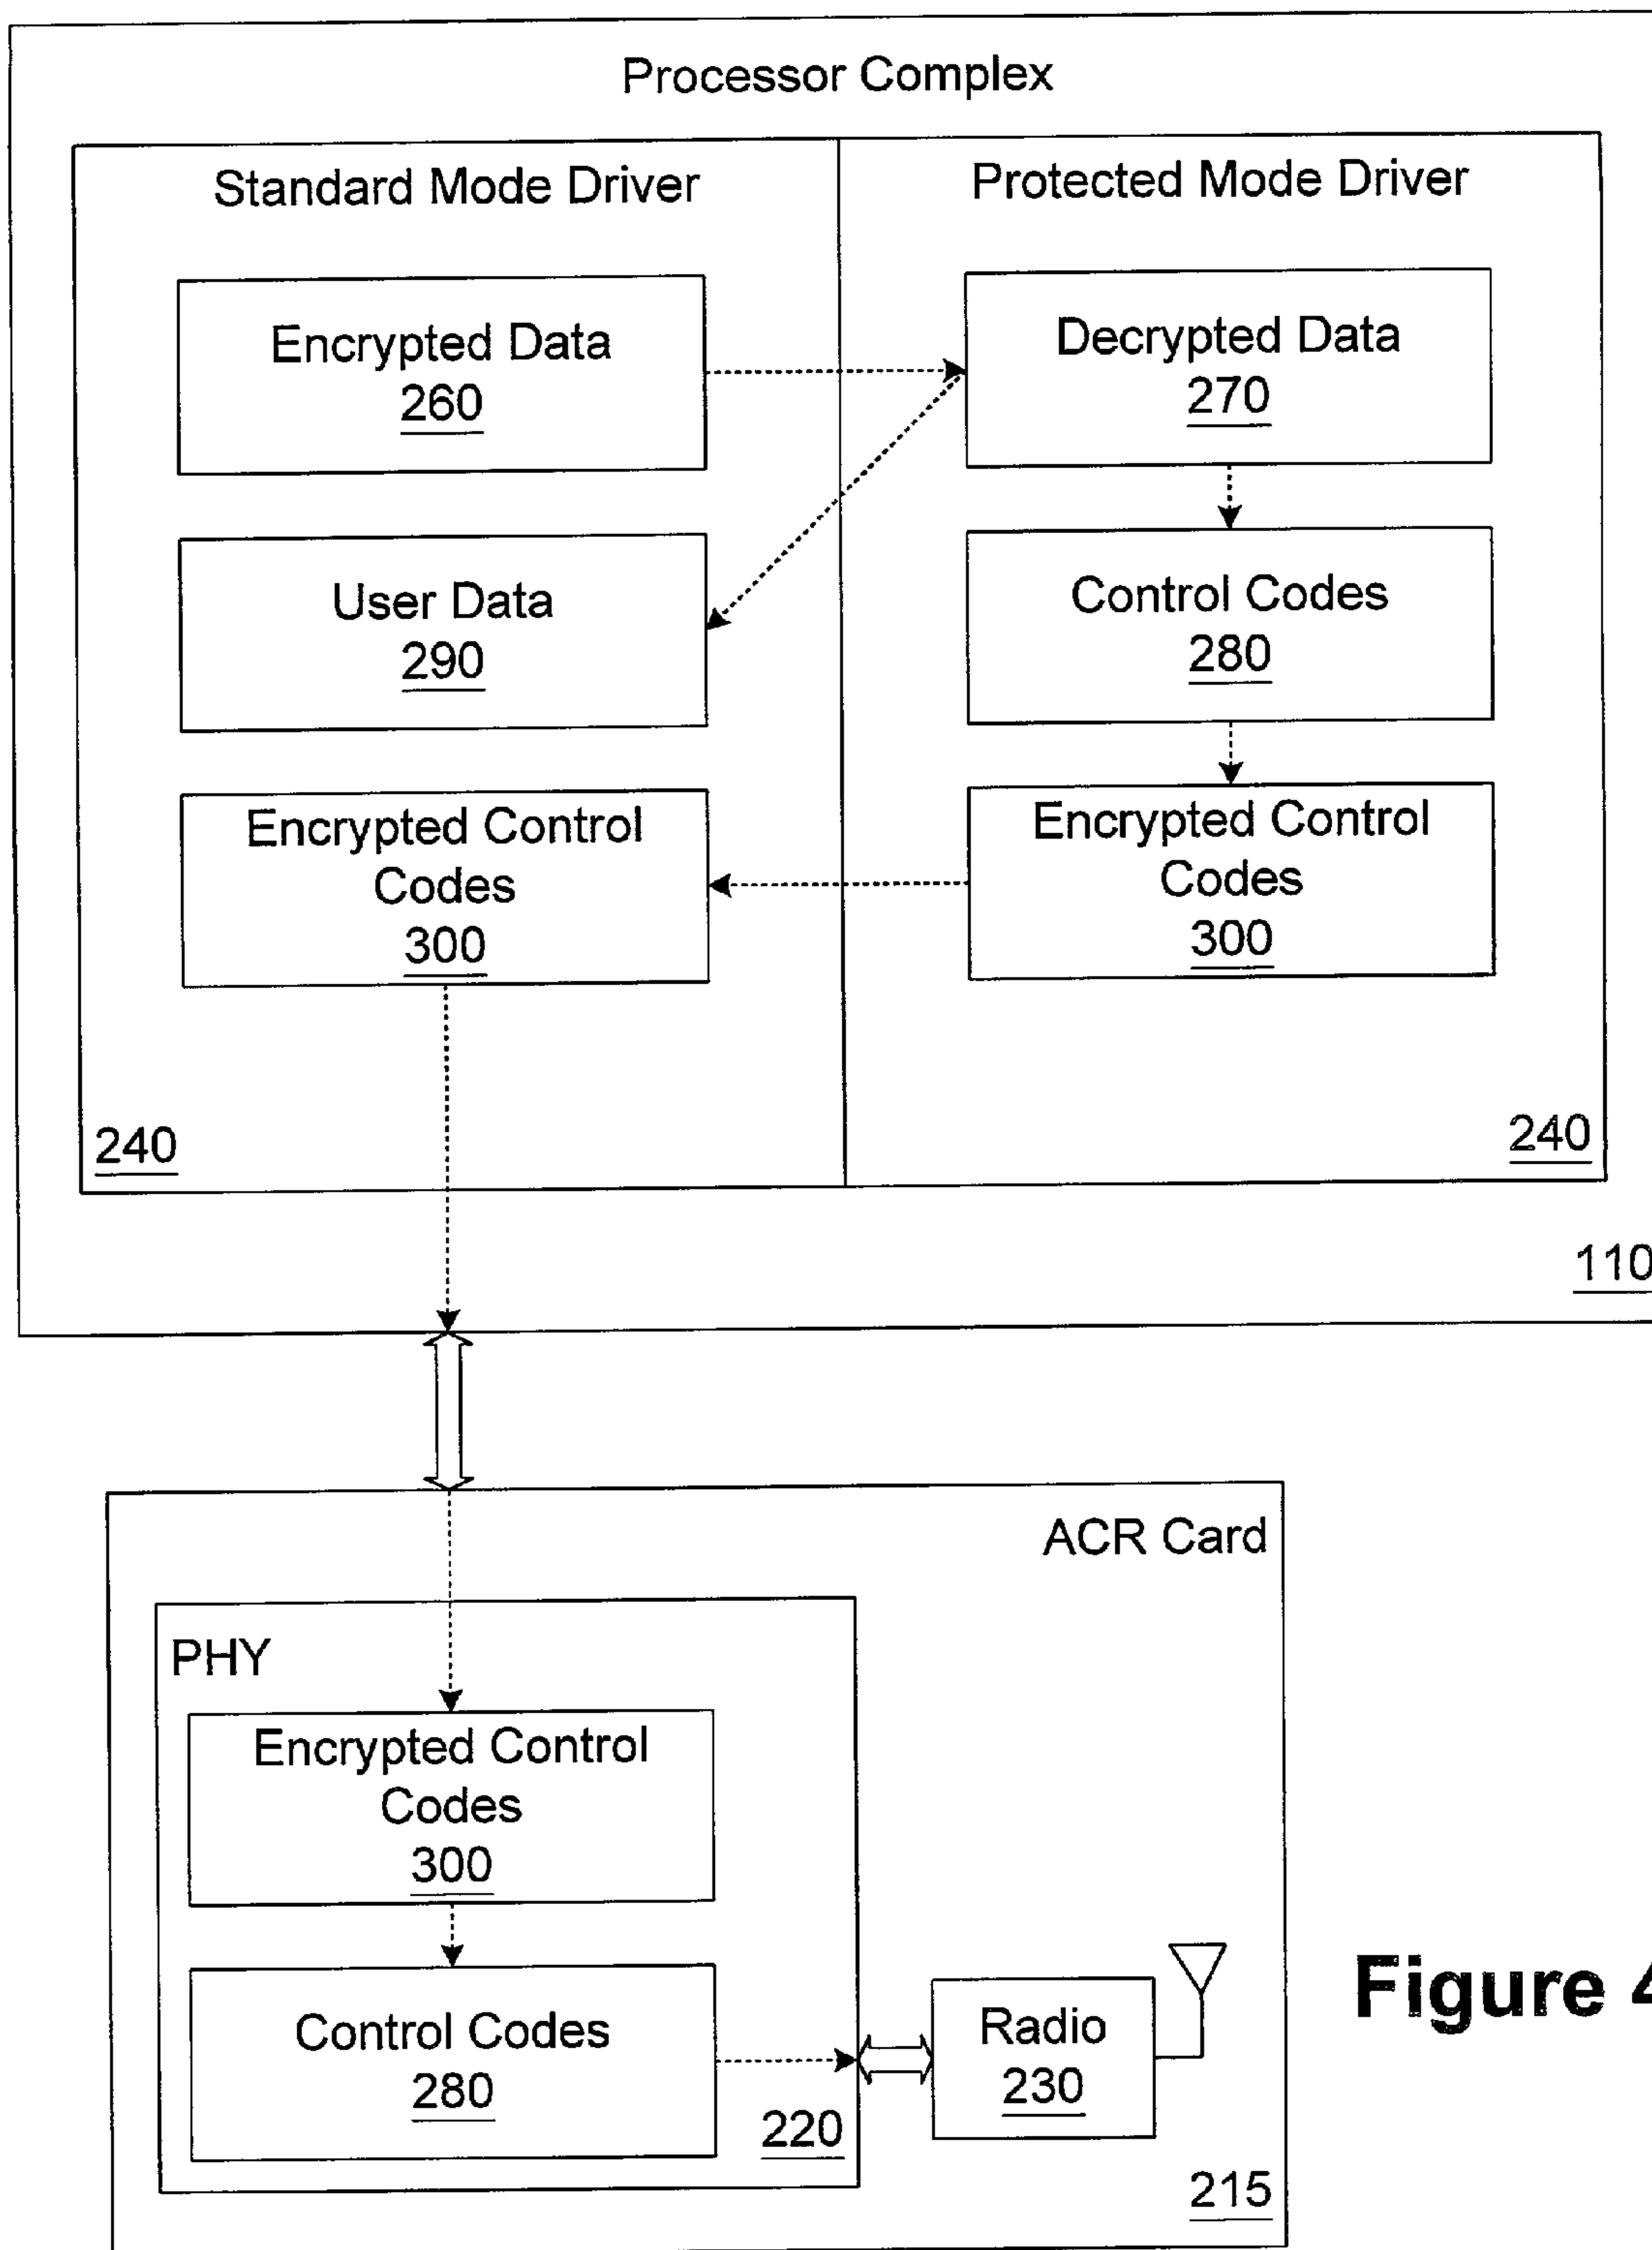 Processor Complex
Standard Mode Driver
Protected Mode Driver
Encrypted Data
260
Decrypted Data
270
User Data
290
Control Codes
280
Encrypted Control
Codes
300
Encrypted Control
Codes
300
240
240
110
ACR Card
PHY
Encrypted Control
Codes
300
Control Codes
280
220
Radio
230
215
Figure 4